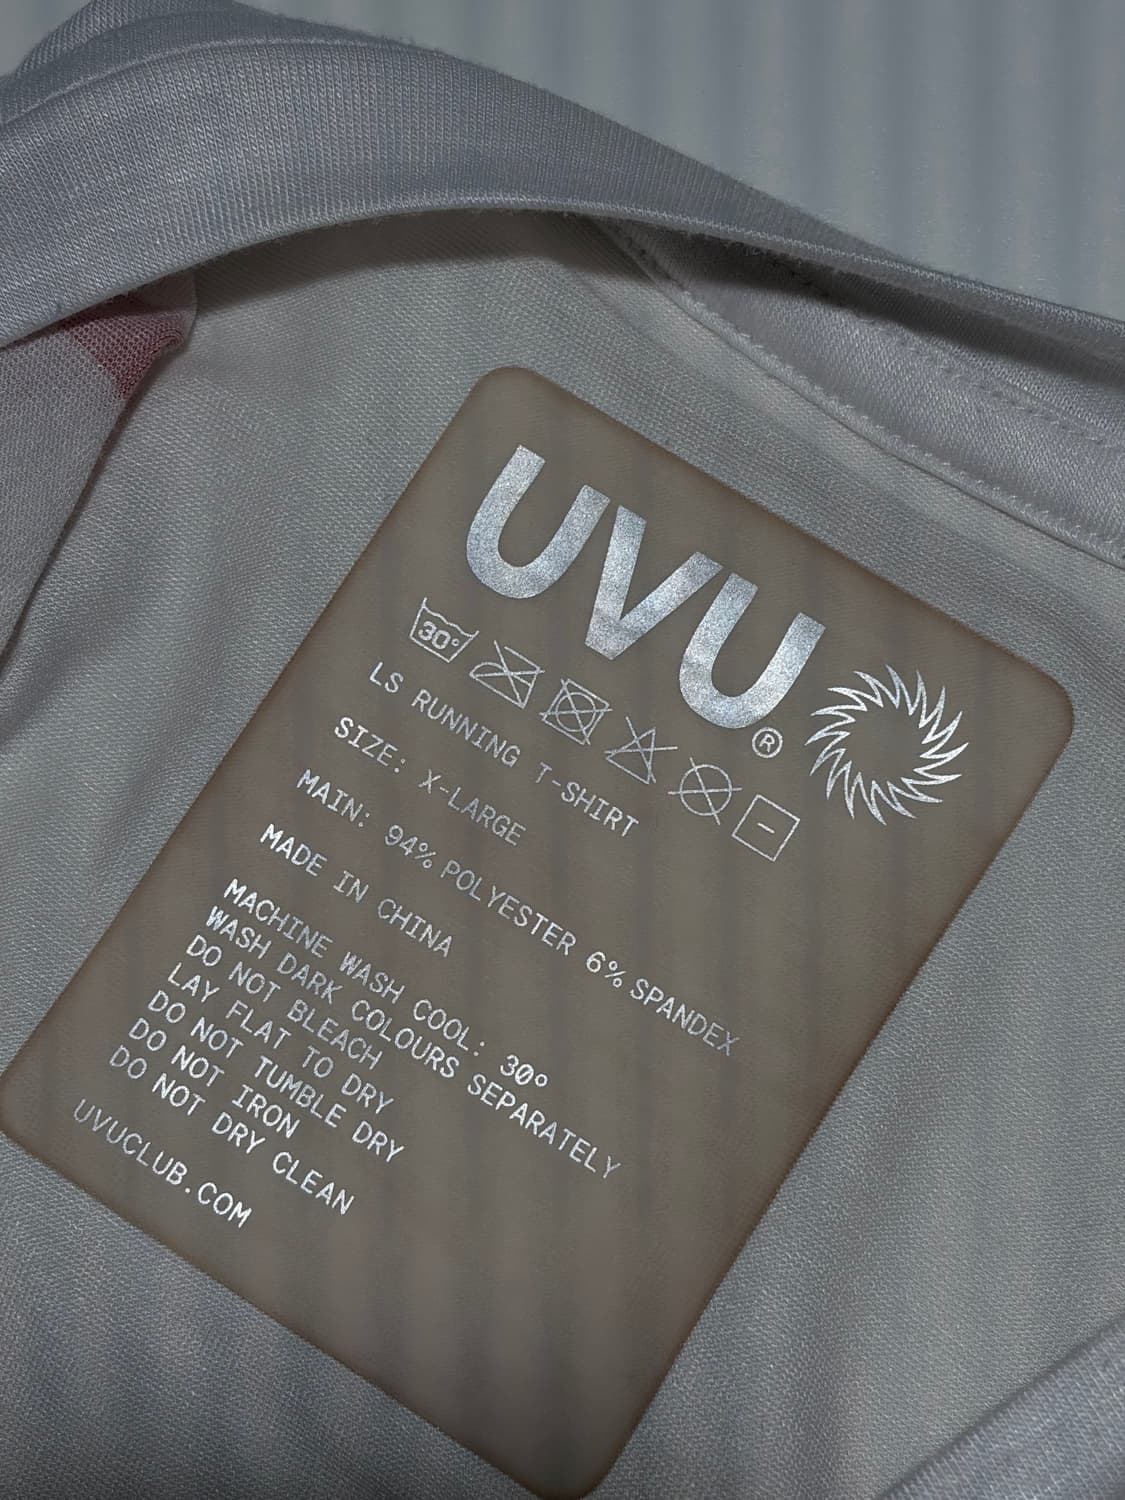 UVU®
30°
LS RUNNING T-SHIRT
SIZE: X-LARGE
MAIN: 94% POLYESTER 6% SPANDEX
MADE IN CHINA
MACHINE WASH COOL: 30°
WASH DARK COLOURS SEPARATELY
DO NOT BLEACH
LAY FLAT TO DRY
DO NOT TUMBLE DRY
DO NOT IRON
DO NOT DRY CLEAN
UVUCLUB.COM